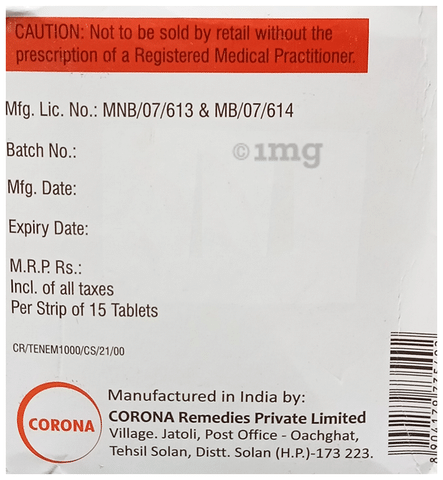 CAUTION: Not to be sold by retail without the
prescription of a Registered Medical Practitioner.
Mfg. Lic. No.: MNB/07/613 & MB/07/614
Batch No.:
©1mg
Mfg. Date:
Expiry Date:
M.R.P. Rs.:
Incl. of all taxes
Per Strip of 15 Tablets
CR/TENEM1000/CS/21/00
CORONA
Manufactured in India by:
CORONA Remedies Private Limited
Village. Jatoli, Post Office - Oachghat,
Tehsil Solan, Distt. Solan (H.P.)-173 223.